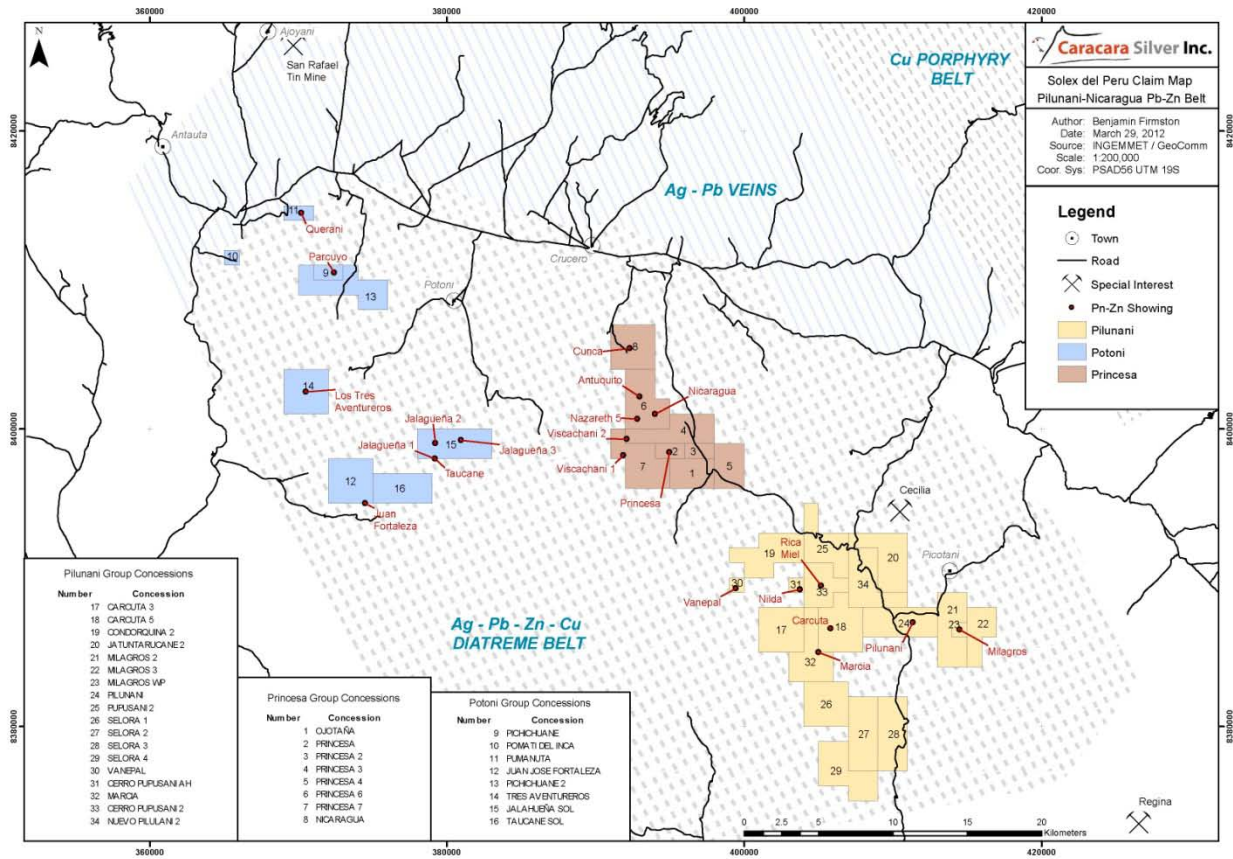 360000 380000 400000 420000
N
Ajoyani
San Rafael
Tin Mine
Cu PORPHYRY
BELT
Caracara Silver Inc.
Solex del Peru Claim Map
Pilunani-Nicaragua Pb-Zn Belt
Author: Benjamin Firmston
Date: March 29, 2012
Source: INGEMMET / GeoComm
Scale: 1:200,000
Coor. Sys: PSAD56 UTM 19S
8420000
8420000
Antauta
Ag - Pb VEINS
Legend
Town
Road
Special Interest
Pn-Zn Showing
Pilunani
Potoni
Princesa
11
Querani
10
Parcuyo
9
13
Crucero
Potoni
Cunca
8
14
Los Tres
Aventureros
Antuquito
6
Nicaragua
Nazareth 5
8400000
8400000
Jalagueña 2
Viscachani 2
4
15
Jalagueña 1
Jalagueña 3
Taucane
Viscachani 1
2
3
12
16
7
1
5
Princesa
Juan
Fortaleza
Cecilia
Rica
Miel
19
25
20
Picotani
30
31
33
34
Vanepal
Nilda
21
Carcuta
17
18
24
23
22
Pilunani
Milagros
Marcia
32
Ag - Pb - Zn - Cu
DIATREME BELT
26
27
28
29
8380000
8380000
Regina
Pilunani Group Concessions
Number Concession
17 CARCUTA 3
18 CARCUTA 5
19 CONDORQUINA 2
20 JATUNTARUCANE 2
21 MILAGROS 2
22 MILAGROS 3
23 MILAGROS WP
24 PILUNANI
25 PUPUSANI 2
26 SELORA 1
27 SELORA 2
28 SELORA 3
29 SELORA 4
30 VANEPAL
31 CERRO PUPUSANI AH
32 MARCIA
33 CERRO PUPUSANI 2
34 NUEVO PILULANI 2
Princesa Group Concessions
Number Concession
1 OJOTAÑA
2 PRINCESA
3 PRINCESA 2
4 PRINCESA 3
5 PRINCESA 4
6 PRINCESA 6
7 PRINCESA 7
8 NICARAGUA
Potoni Group Concessions
Number Concession
9 PICHICHUANE
10 POMATI DEL INCA
11 PUMANUTA
12 JUAN JOSE FORTALEZA
13 PICHICHUANE 2
14 TRES AVENTUREROS
15 JALAHUEÑA SOL
16 TAUCANE SOL
0 2.5 5 10 15 20
Kilometers
360000 380000 400000 420000